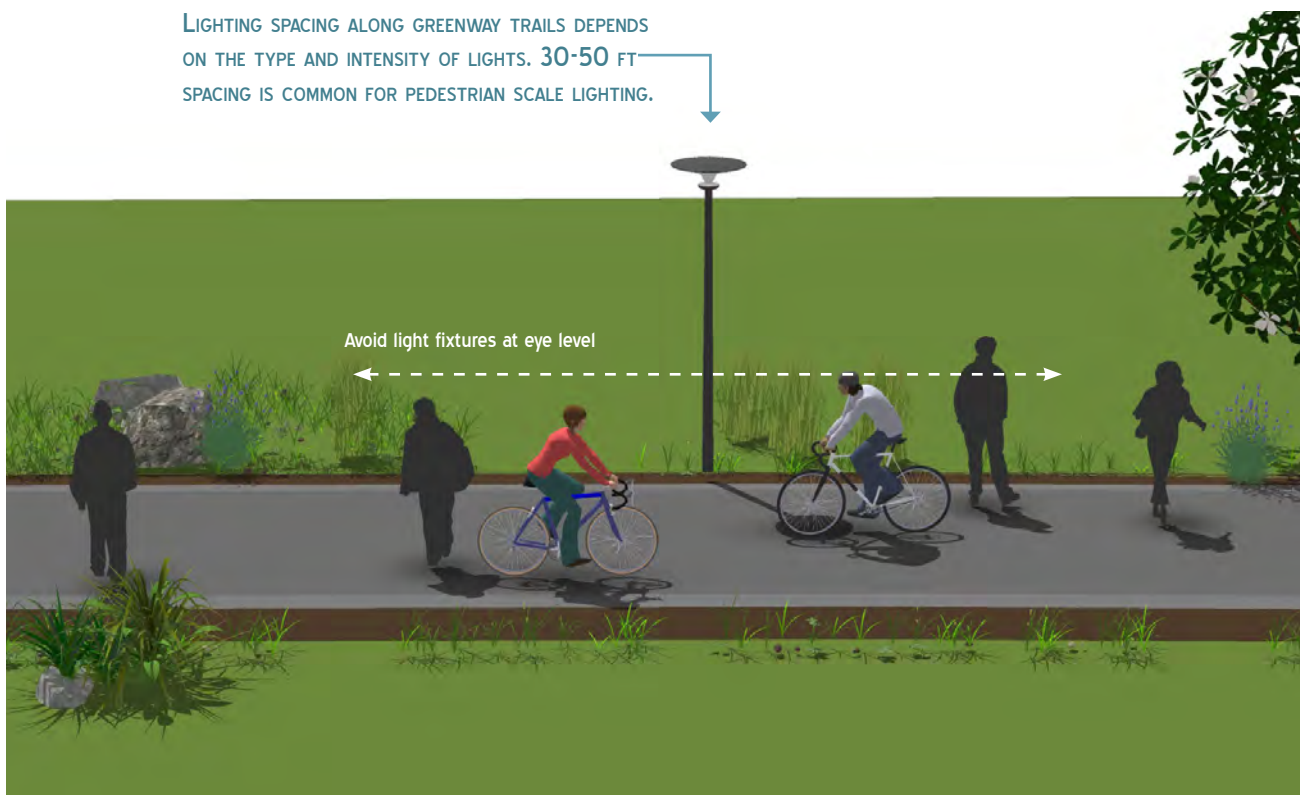 Lighting spacing along greenway trails depends
on the type and intensity of lights. 30-50 ft
spacing is common for pedestrian scale lighting.
Avoid light fixtures at eye level